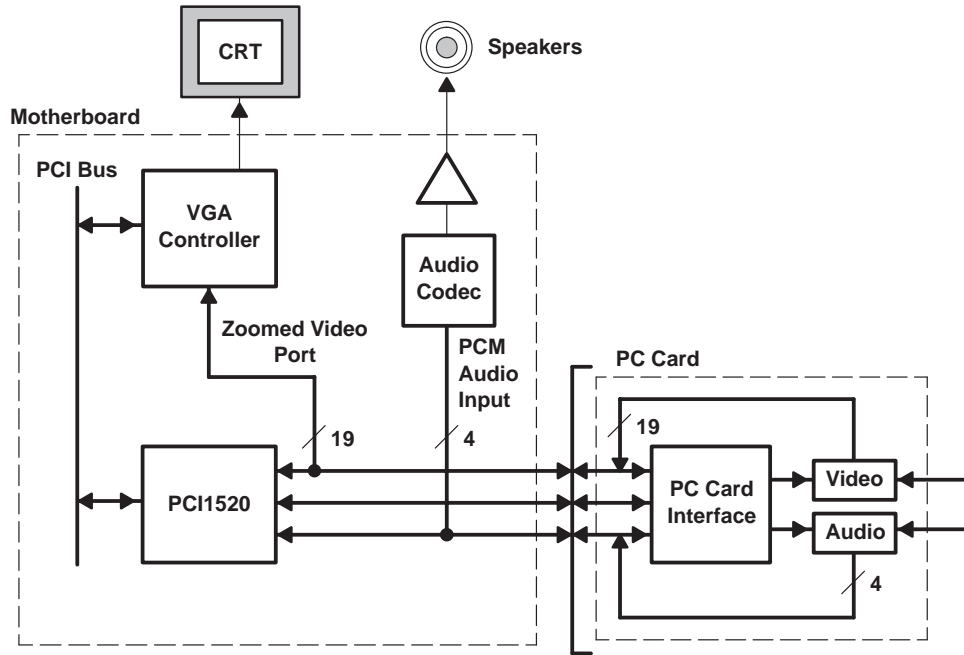 CRT
Speakers
Motherboard
PCI Bus
VGA
Controller
Audio
Codec
Zoomed Video
Port
PCM
Audio
Input
PC Card
19
4
19
PCI1520
PC Card
Interface
Video
Audio
4